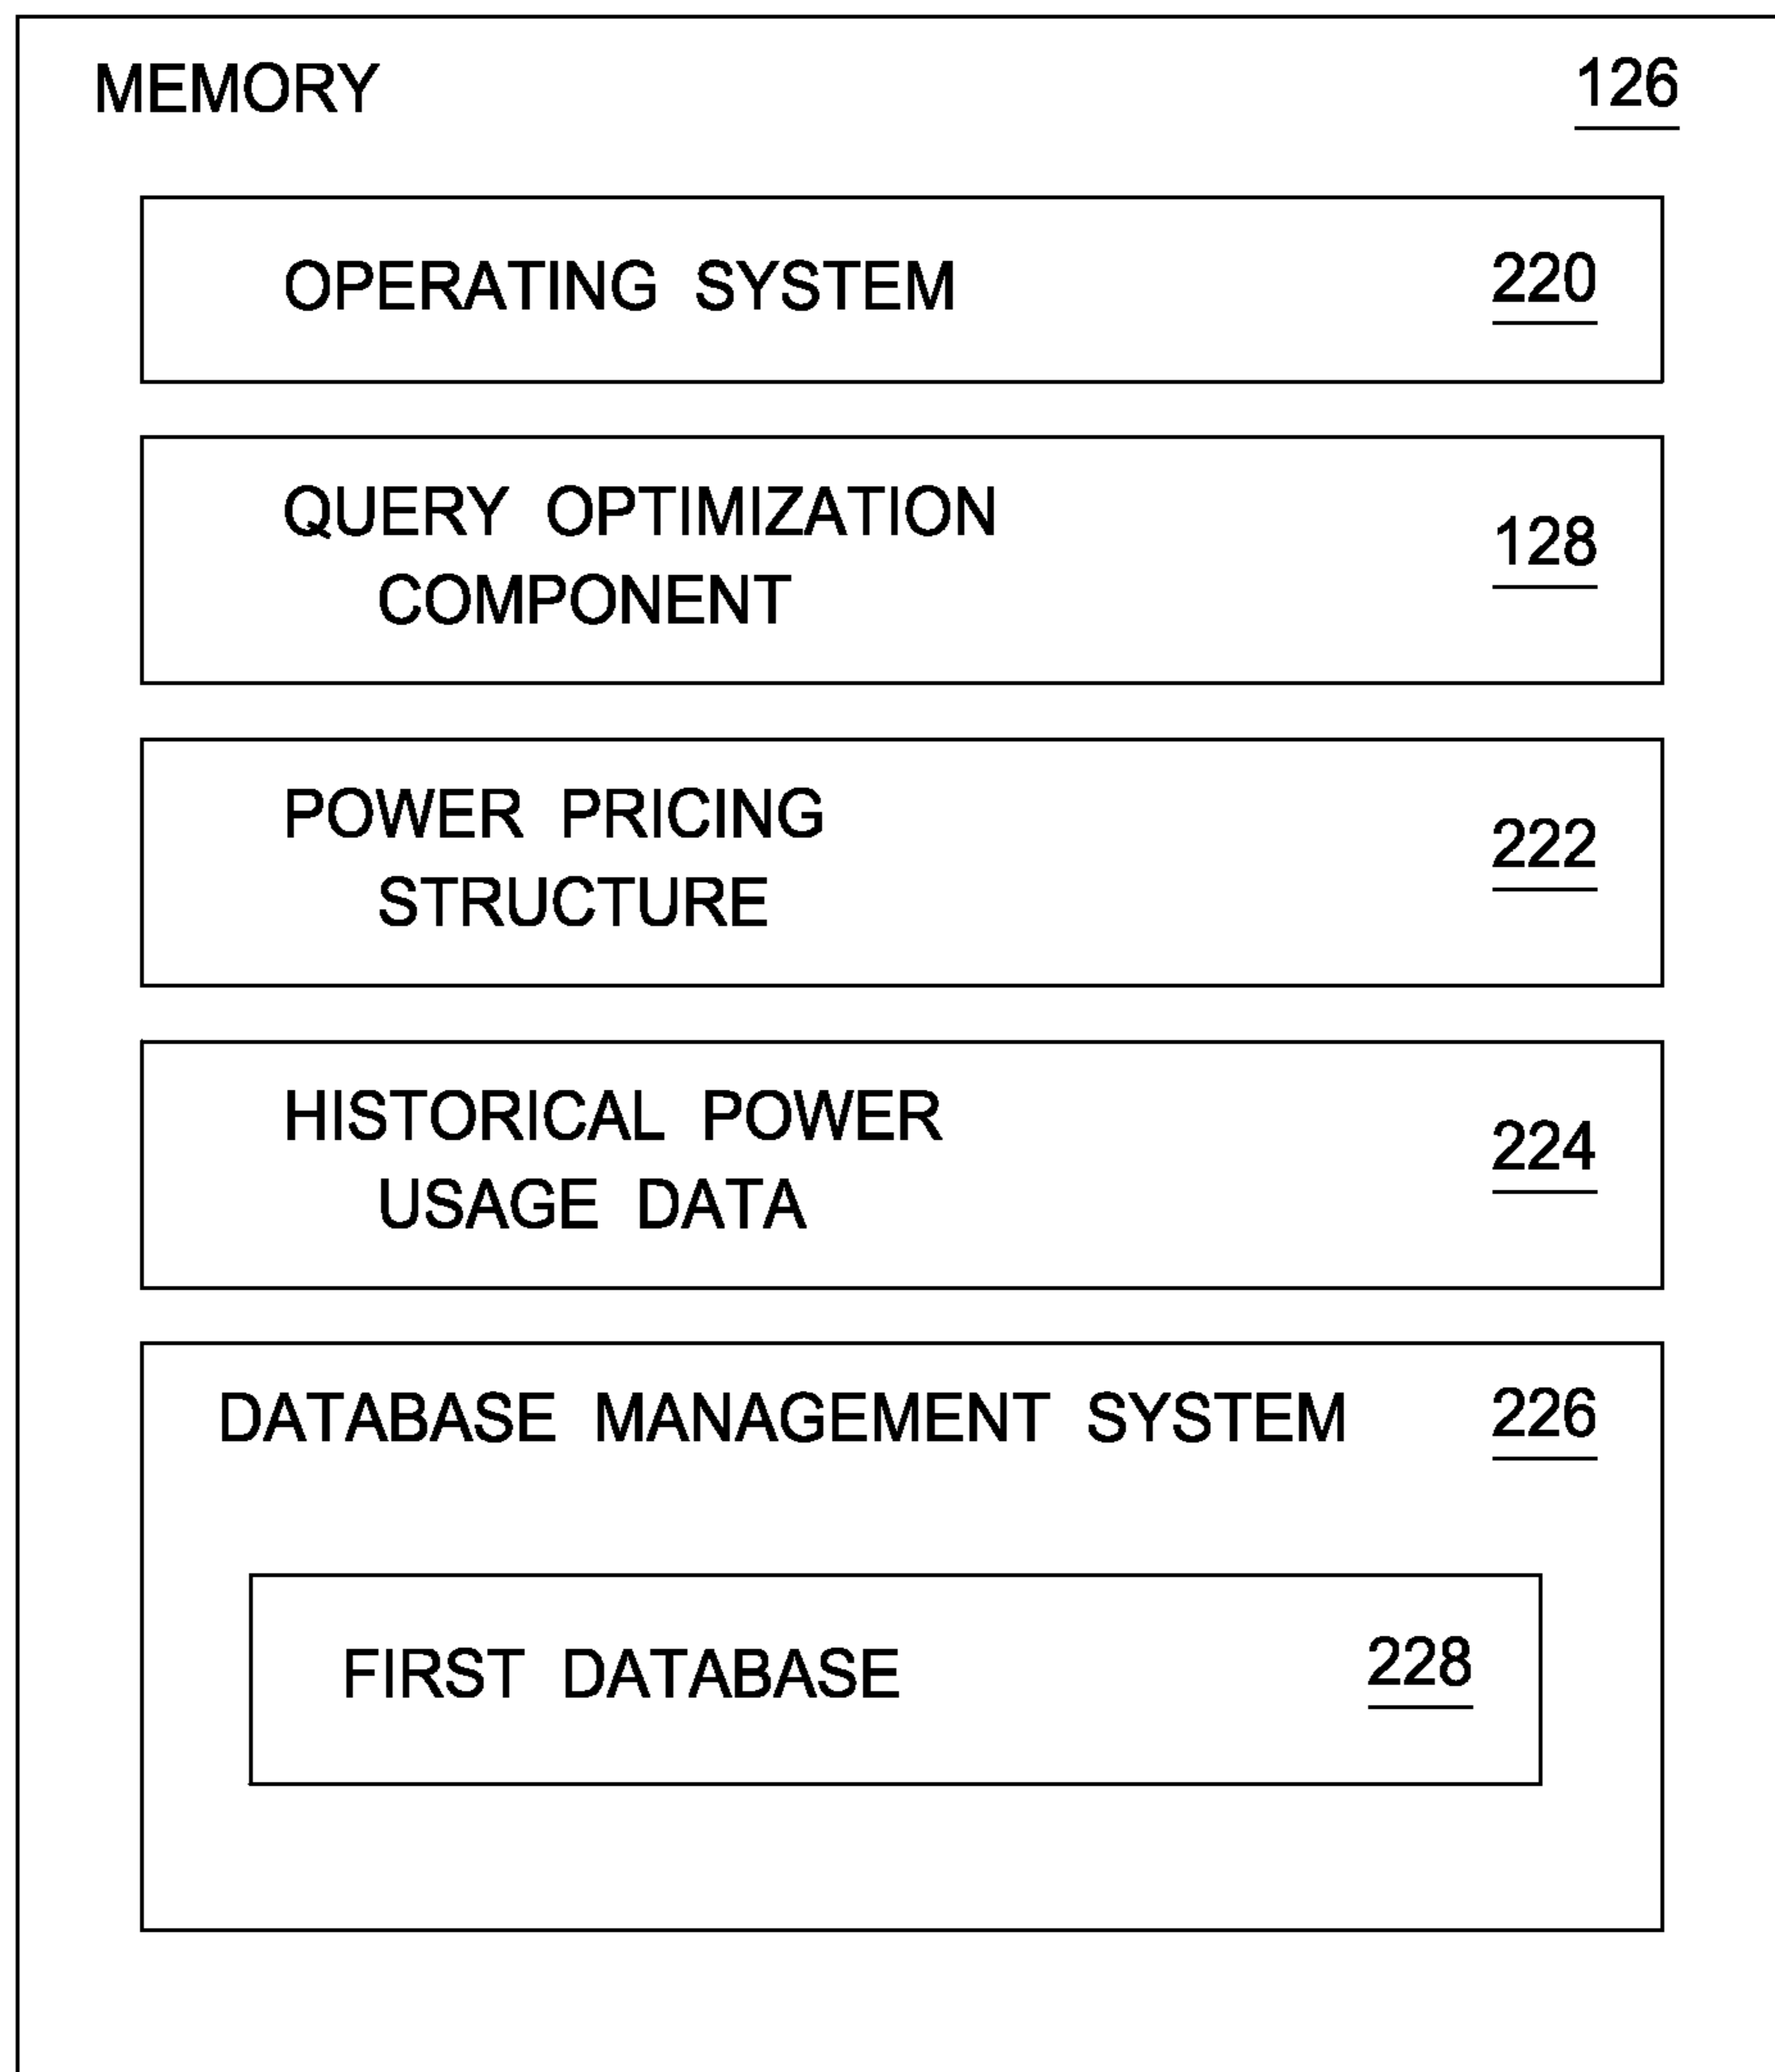 MEMORY 126
OPERATING SYSTEM 220
QUERY OPTIMIZATION
COMPONENT
128
POWER PRICING
STRUCTURE
222
HISTORICAL POWER
USAGE DATA
224
DATABASE MANAGEMENT SYSTEM 226
FIRST DATABASE 228